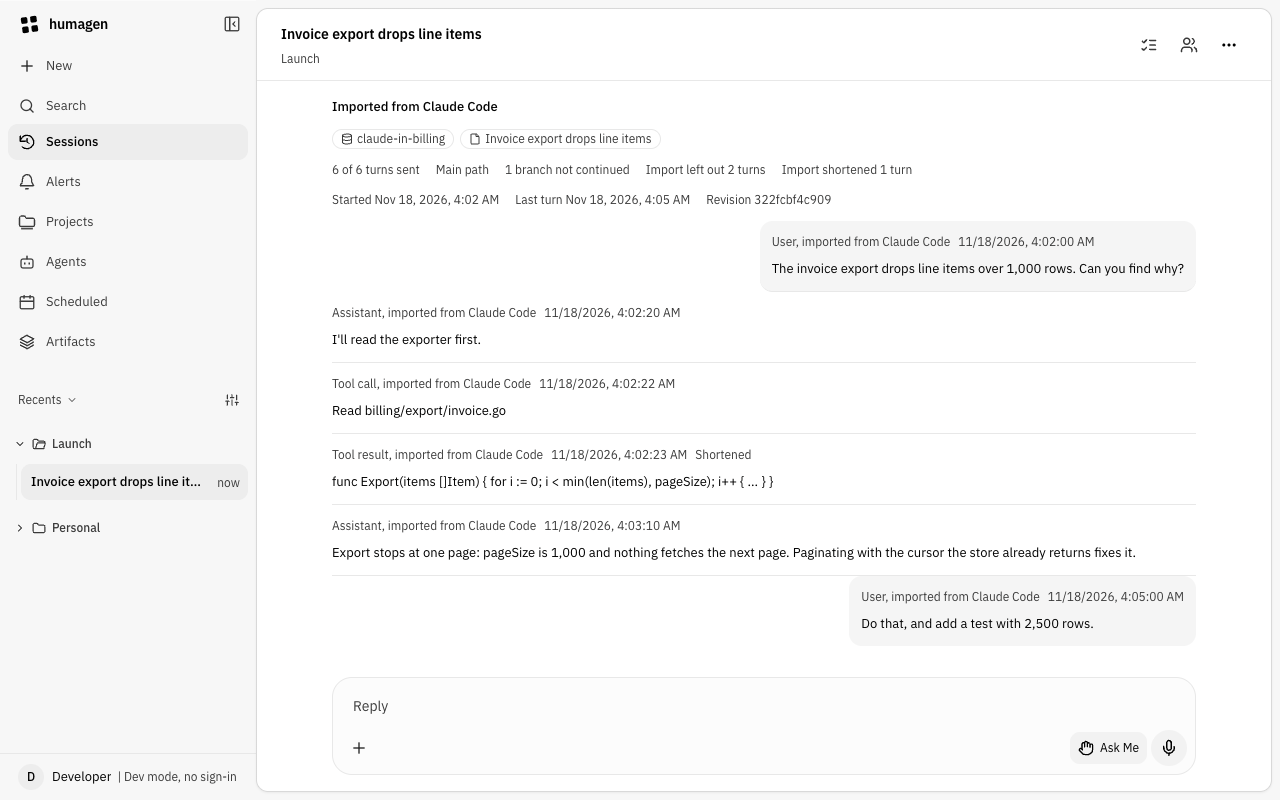 humagen
New
Search
Sessions
Alerts
Projects
Agents
Scheduled
Artifacts
Recents
Launch
Invoice export drops line it... now
Personal
D Developer | Dev mode, no sign-in
Invoice export drops line items
Launch
Imported from Claude Code
claude-in-billing Invoice export drops line items
6 of 6 turns sent Main path 1 branch not continued Import left out 2 turns Import shortened 1 turn
Started Nov 18, 2026, 4:02 AM Last turn Nov 18, 2026, 4:05 AM Revision 322fcbf4c909
User, imported from Claude Code 11/18/2026, 4:02:00 AM
The invoice export drops line items over 1,000 rows. Can you find why?
Assistant, imported from Claude Code 11/18/2026, 4:02:20 AM
I'll read the exporter first.
Tool call, imported from Claude Code 11/18/2026, 4:02:22 AM
Read billing/export/invoice.go
Tool result, imported from Claude Code 11/18/2026, 4:02:23 AM Shortened
func Export(items []Item) { for i := 0; i < min(len(items), pageSize); i++ { ... } }
Assistant, imported from Claude Code 11/18/2026, 4:03:10 AM
Export stops at one page: pageSize is 1,000 and nothing fetches the next page. Paginating with the cursor the store already returns fixes it.
User, imported from Claude Code 11/18/2026, 4:05:00 AM
Do that, and add a test with 2,500 rows.
Reply
Ask Me